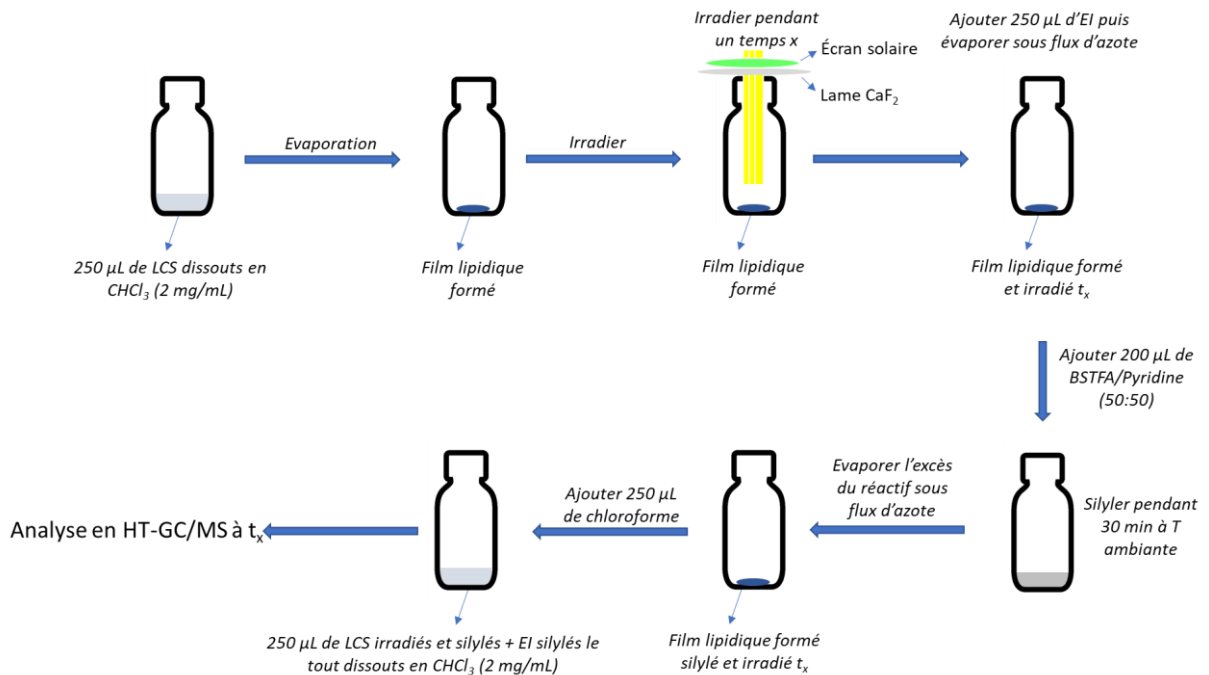 Irradier pendant
un temps x
Écran solaire
Lame CaF2
Ajouter 250 µL d'EI puis
évaporer sous flux d'azote
Evaporation
Irradier
250 µL de LCS dissouts en
CHCl3 (2 mg/mL)
Film lipidique
formé
Film lipidique
formé
Film lipidique formé
et irradié tx
Ajouter 200 µL de
BSTFA/Pyridine
(50:50)
Silyler pendant
30 min à T
ambiante
Evaporer l'excès
du réactif sous
flux d'azote
Film lipidique formé
silylé et irradié tx
Ajouter 250 µL
de chloroforme
250 µL de LCS irradiés et silylés + EI silylés le
tout dissouts en CHCl3 (2 mg/mL)
Analyse en HT-GC/MS à tx